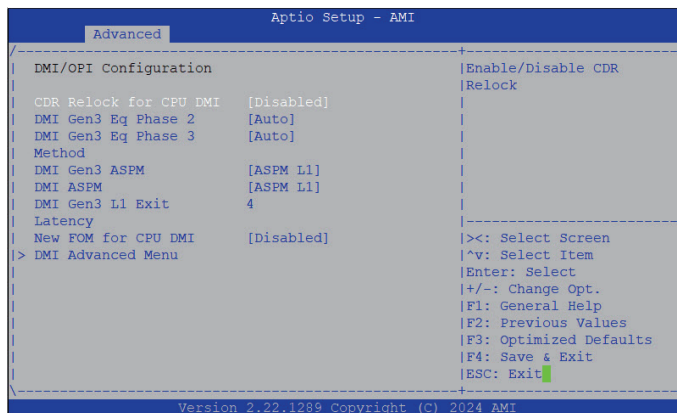 Aptio Setup - AMI
Advanced
DMI/OPI Configuration
CDR Relock for CPU DMI [Disabled]
DMI Gen3 Eq Phase 2 [Auto]
DMI Gen3 Eq Phase 3 [Auto]
Method
DMI Gen3 ASPM [ASPM L1]
DMI ASPM [ASPM L1]
DMI Gen3 L1 Exit 4
Latency
New FOM for CPU DMI [Disabled]
> DMI Advanced Menu
Enable/Disable CDR
Relock
><: Select Screen
^v: Select Item
Enter: Select
+/-: Change Opt.
F1: General Help
F2: Previous Values
F3: Optimized Defaults
F4: Save & Exit
ESC: Exit
Version 2.22.1289 Copyright (C) 2024 AMI